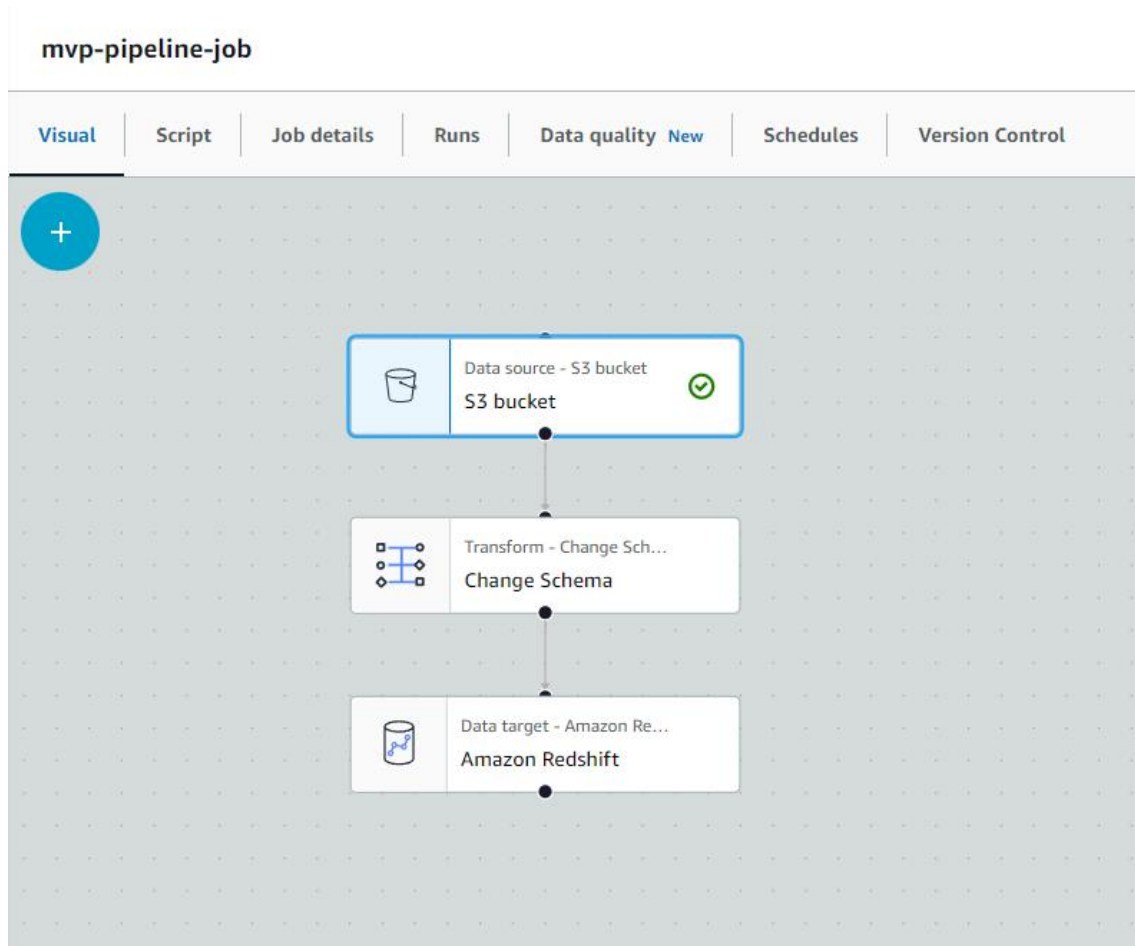 mvp-pipeline-job
Visual
Script
Job details
Runs
Data quality New
Schedules
Version Control
+
Data source - S3 bucket
S3 bucket
Transform - Change Sch...
Change Schema
Data target - Amazon Re...
Amazon Redshift